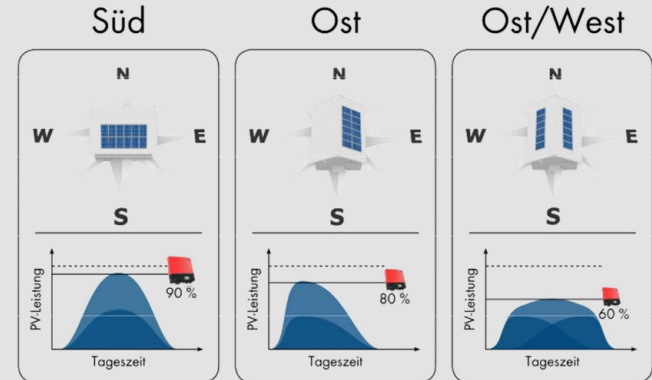 Süd
N
W E
S
PV-Leistung
90 %
Tageszeit
Ost
N
W E
S
PV-Leistung
80 %
Tageszeit
Ost/West
N
W E
S
PV-Leistung
60 %
Tageszeit